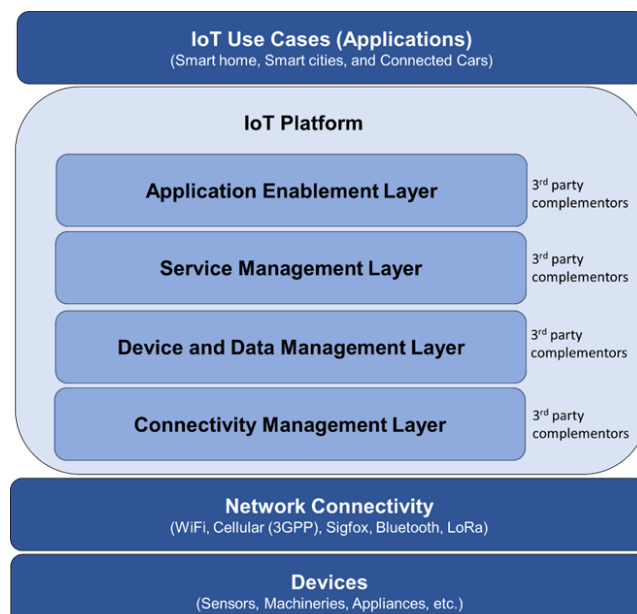 IoT Use Cases (Applications)
(Smart home, Smart cities, and Connected Cars)
IoT Platform
Application Enablement Layer
3rd party
complementors
Service Management Layer
3rd party
complementors
Device and Data Management Layer
3rd party
complementors
Connectivity Management Layer
3rd party
complementors
Network Connectivity
(WiFi, Cellular (3GPP), Sigfox, Bluetooth, LoRa)
Devices
(Sensors, Machineries, Appliances, etc.)